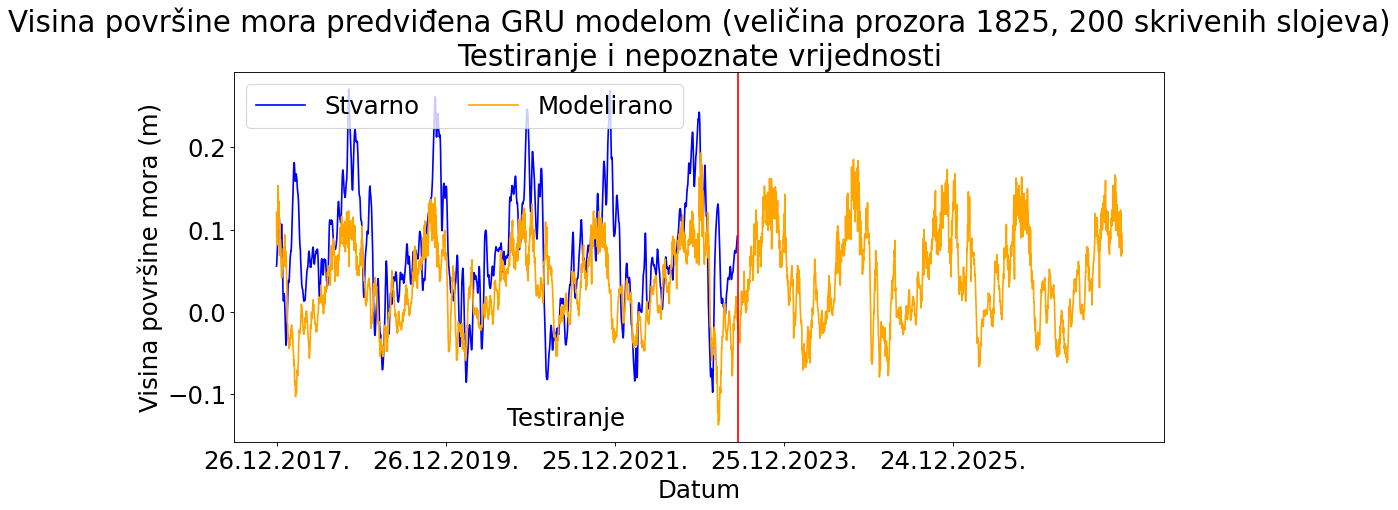 Visina površine mora predviđena GRU modelom (veličina prozora 1825, 200 skrivenih slojeva)
Testiranje i nepoznate vrijednosti
Stvarno
Modelirano
Visina površine mora (m)
0.2
0.1
0.0
−0.1
Testiranje
26.12.2017.
26.12.2019.
25.12.2021.
25.12.2023.
24.12.2025.
Datum